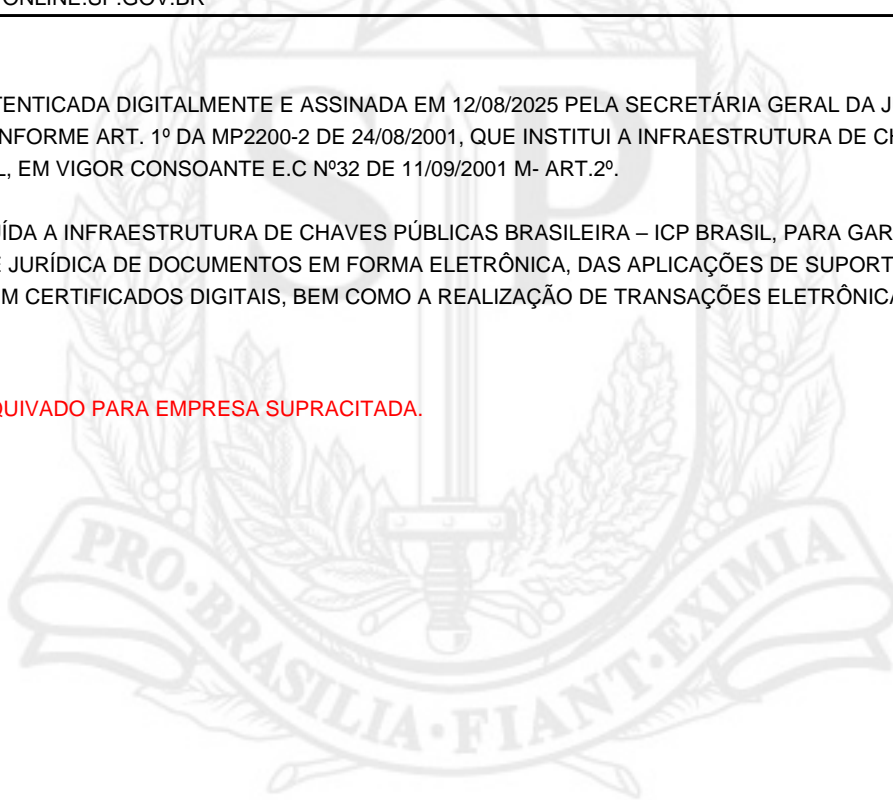 ONLINE.SP.GOV.BR
TENTICADA DIGITALMENTE E ASSINADA EM 12/08/2025 PELA SECRETÁRIA GERAL DA J
NFORME ART. 1º DA MP2200-2 DE 24/08/2001, QUE INSTITUI A INFRAESTRUTURA DE CH
L, EM VIGOR CONSOANTE E.C Nº32 DE 11/09/2001 M- ART.2º.
UÍDA A INFRAESTRUTURA DE CHAVES PÚBLICAS BRASILEIRA – ICP BRASIL, PARA GAR
E JURÍDICA DE DOCUMENTOS EM FORMA ELETRÔNICA, DAS APLICAÇÕES DE SUPORT
M CERTIFICADOS DIGITAIS, BEM COMO A REALIZAÇÃO DE TRANSAÇÕES ELETRÔNICA
QUIVADO PARA EMPRESA SUPRACITADA.
SP
PRO·BRASILIA·FIANT·EXIMIA